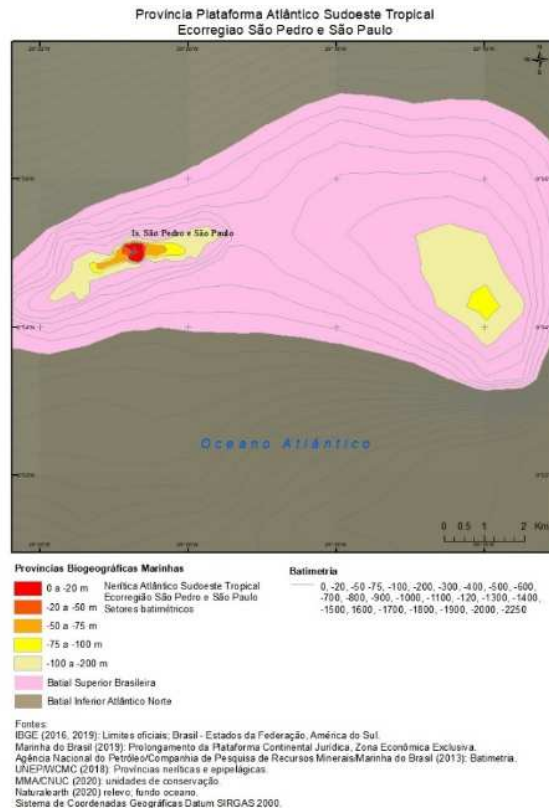 Província Plataforma Atlântico Sudoeste Tropical
Ecorregiao São Pedro e São Paulo
Is. São Pedro e São Paulo
Oceano Atlântico
0 0.5 1 2
Km
Províncias Biogeográficas Marinhas
0 a -20 m
-20 a -50 m
-50 a -75 m
-75 a -100 m
-100 a -200 m
Nerítica Atlântico Sudoeste Tropical
Ecorregião São Pedro e São Paulo
Setores batimétricos
Batial Superior Brasileira
Batial Inferior Atlântico Norte
Batimetria
0, -20, -50 -75, -100, -200, -300, -400, -500, -600,
-700, -800, -900, -1000, -1100, -120, -1300, -1400,
-1500, 1600, -1700, -1800, -1900, -2000, -2250
Fontes:
IBGE (2016, 2019): Limites oficiais; Brasil - Estados da Federação, América do Sul.
Marinha do Brasil (2019): Prolongamento da Plataforma Continental Jurídica, Zona Econômica Exclusiva.
Agência Nacional do Petróleo/Companhia de Pesquisa de Recursos Minerais/Marinha do Brasil (2013): Batimetria.
UNEP/WCMC (2018): Províncias neríticas e epipelágicas.
MMA/CNUC (2020): unidades de conservação.
Naturalearth (2020) relevo, fundo oceano.
Sistema de Coordenadas Geográficas Datum SIRGAS 2000.